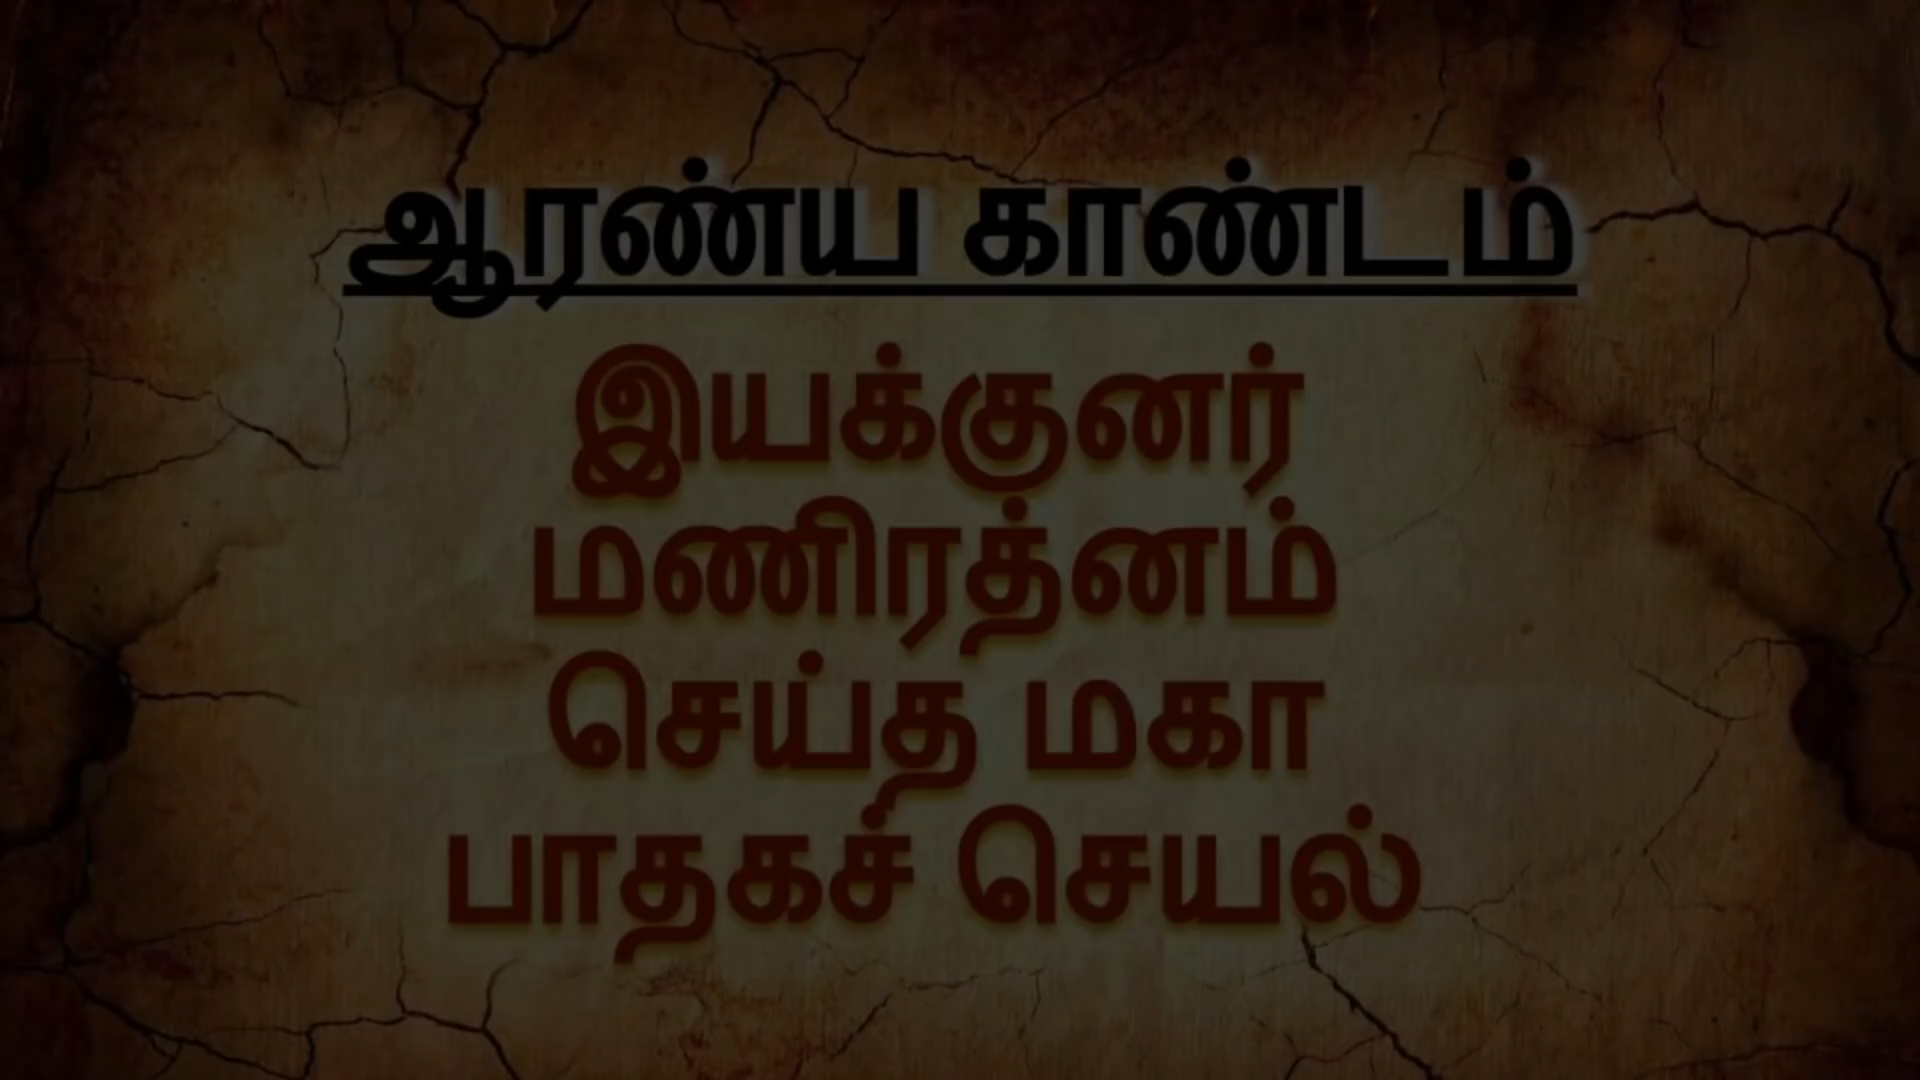 ஆரண்ய காண்டம்
இயக்குனர்
மணிரத்னம்
செய்த மகா
பாதகச் செயல்